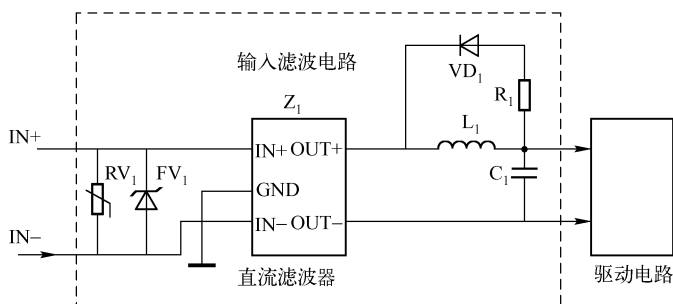 输入滤波电路
VD₁
R₁
Z₁
L₁
IN+
IN+ OUT+
RV₁
FV₁
GND
C₁
IN−
IN− OUT−
直流滤波器
驱动电路